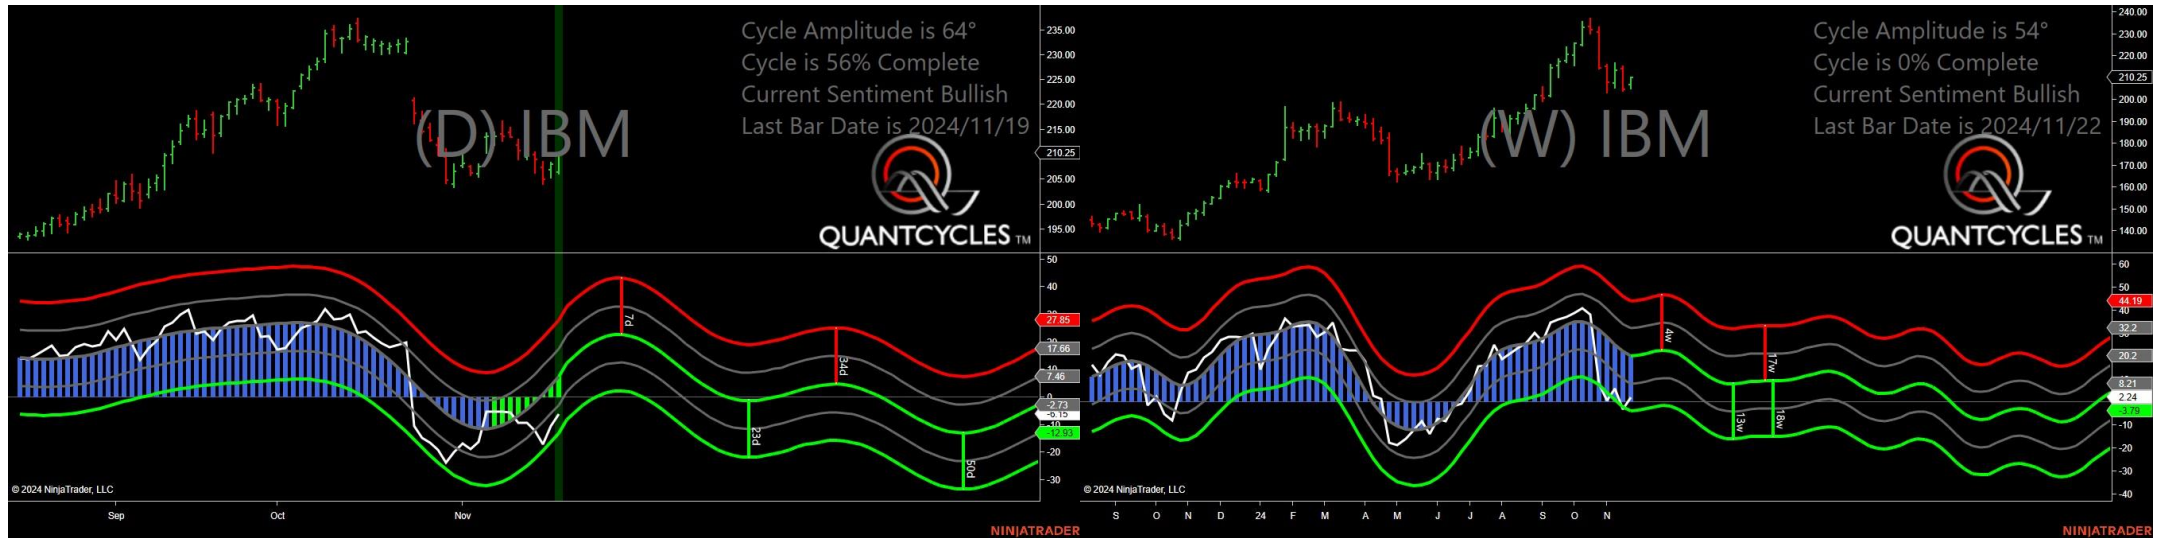 Cycle Amplitude is 64°
Cycle is 56% Complete
Current Sentiment Bullish
Last Bar Date is 2024/11/19
(D) IBM
QUANTCYCLES TM
235.00
230.00
225.00
220.00
215.00
210.25
205.00
200.00
195.00
50
40
27.85
20
17.66
10
7.46
0
-2.73
-6.15
-10
-12.93
-20
-30
7d
34d
23d
50d
© 2024 NinjaTrader, LLC
Sep Oct Nov
NINJATRADER
Cycle Amplitude is 54°
Cycle is 0% Complete
Current Sentiment Bullish
Last Bar Date is 2024/11/22
(W) IBM
QUANTCYCLES TM
240.00
230.00
220.00
210.25
200.00
190.00
180.00
170.00
160.00
150.00
140.00
60
50
44.19
40
32.2
20.2
8.21
2.24
-3.79
-10
-20
-30
-40
4w
17w
13w
18w
© 2024 NinjaTrader, LLC
S O N D 24 F M A M J J A S O N
NINJATRADER